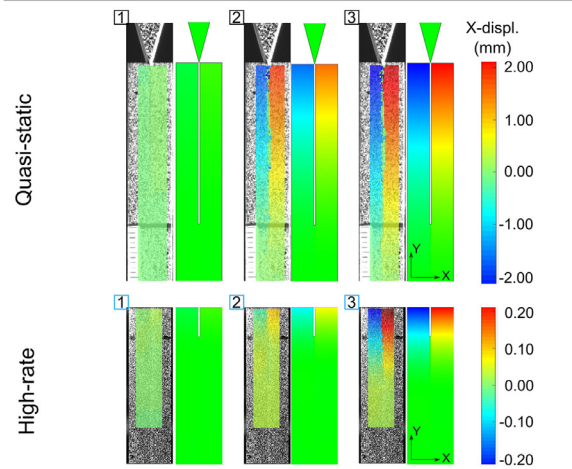 1
2
3
X-displ.
(mm)
Quasi-static
2.00
1.00
0.00
-1.00
-2.00
Y
X
1
2
3
High-rate
0.20
0.10
0.00
-0.10
-0.20
Y
X